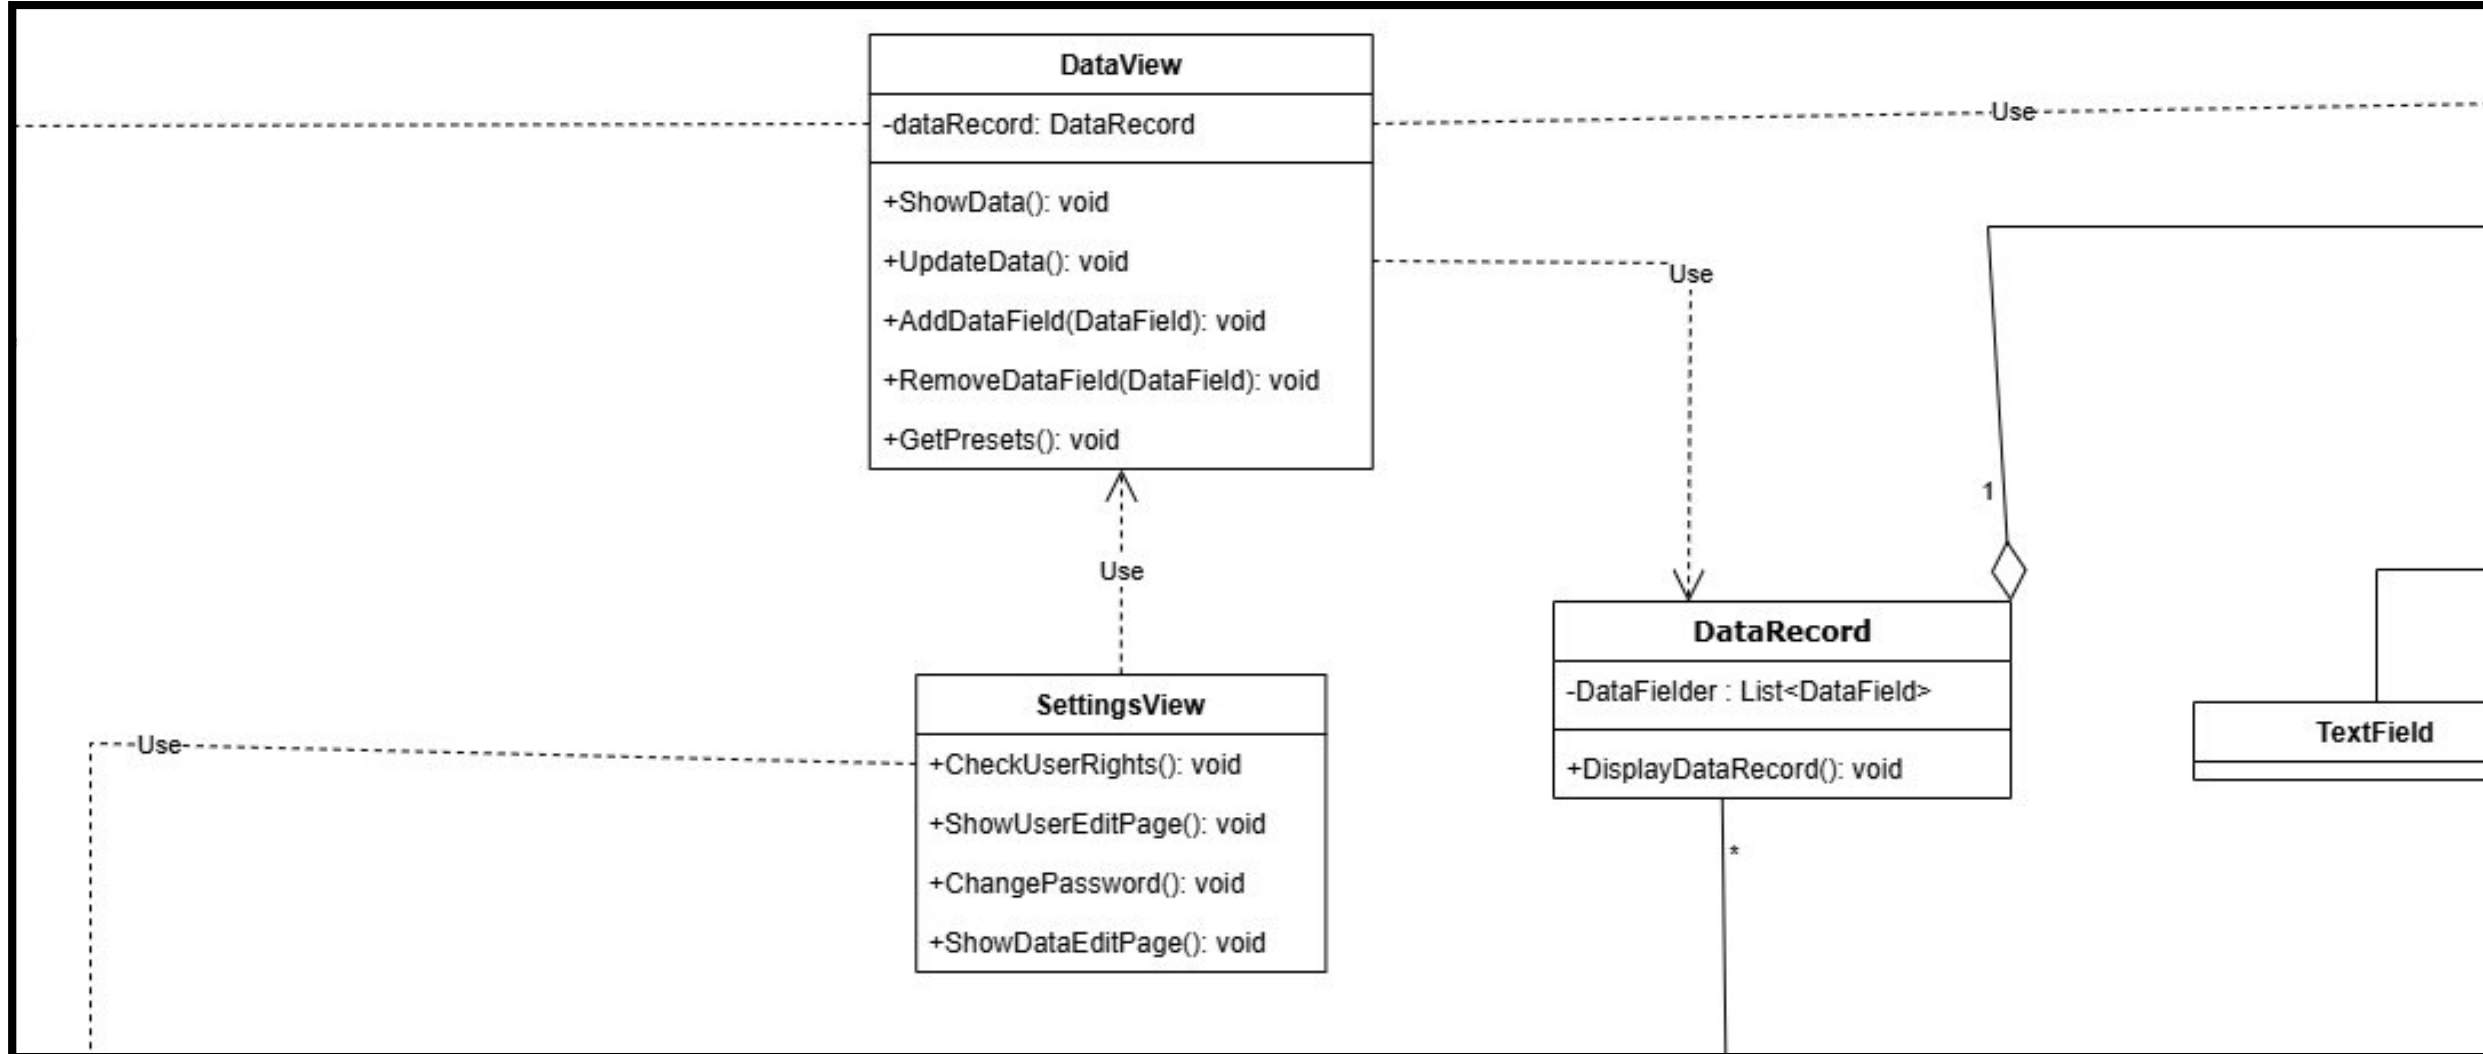 DataView
-dataRecord: DataRecord
+ShowData(): void
+UpdateData(): void
+AddDataField(DataField): void
+RemoveDataField(DataField): void
+GetPresets(): void
Use
Use
1
Use
SettingsView
+CheckUserRights(): void
+ShowUserEditPage(): void
+ChangePassword(): void
+ShowDataEditPage(): void
Use
DataRecord
-DataFielder : List<DataField>
+DisplayDataRecord(): void
*
TextField